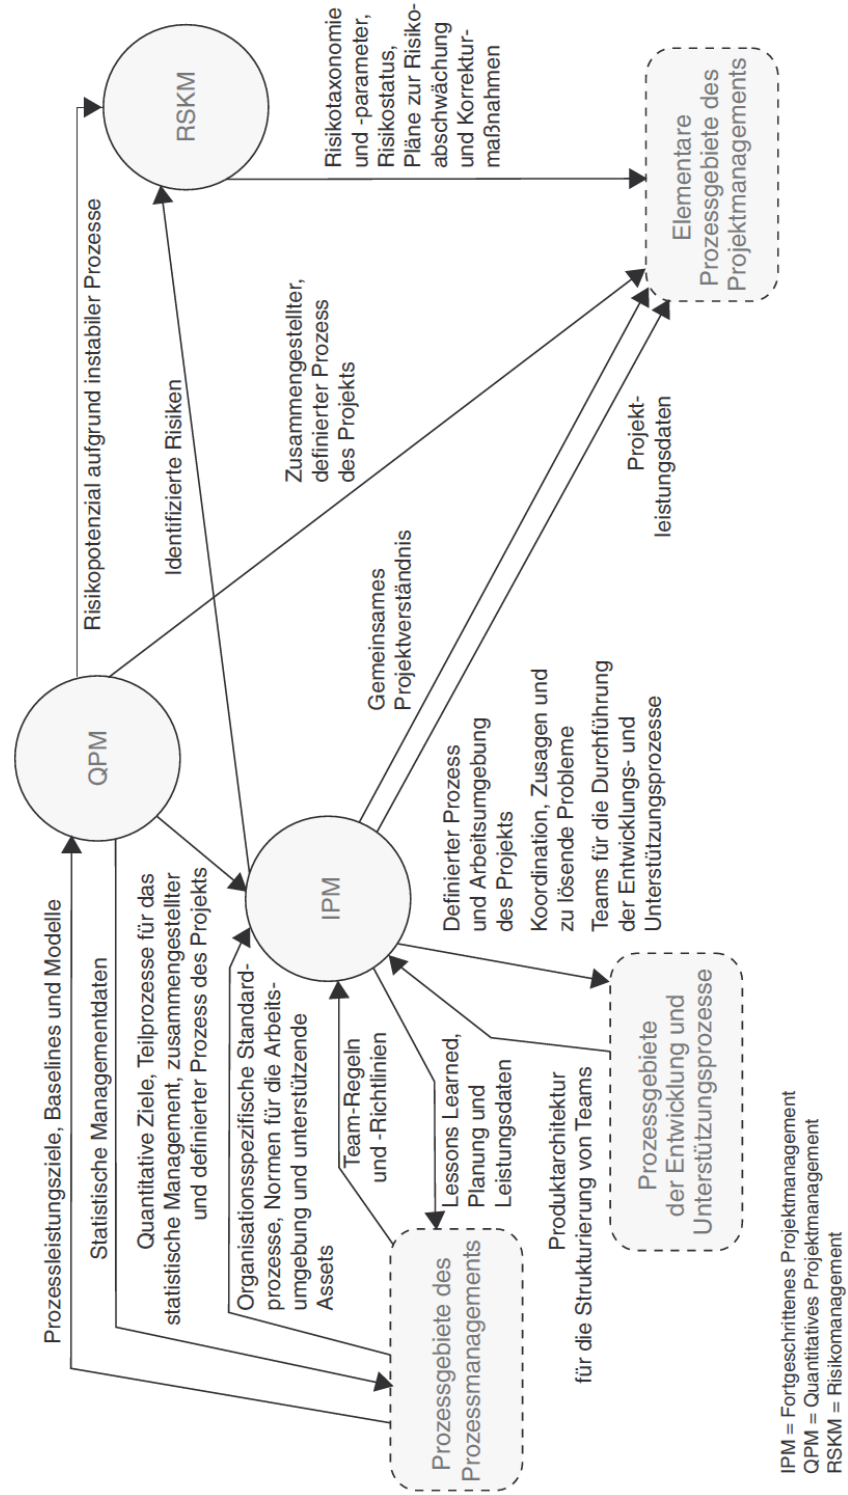 Prozessleistungsziele, Baselines und Modelle
Statistische Managementdaten
Quantitative Ziele, Teilprozesse für das
statistische Management, zusammengestellter
und definierter Prozess des Projekts
QPM
Risikopotenzial aufgrund instabiler Prozesse
RSKM
Identifizierte Risiken
Organisationsspezifische Standard-
prozesse, Normen für die Arbeits-
umgebung und unterstützende
Assets
IPM
Zusammengestellter,
definierter Prozess
des Projekts
Risikotaxonomie
und -parameter,
Risikostatus,
Pläne zur Risiko-
abschwächung
und Korrektur-
maßnahmen
Team-Regeln
und -Richtlinien
Gemeinsames
Projektverständnis
Prozessgebiete des
Prozessmanagements
Lessons Learned,
Planung und
Leistungsdaten
Definierter Prozess
und Arbeitsumgebung
des Projekts
Koordination, Zusagen und
zu lösende Probleme
Teams für die Durchführung
der Entwicklungs- und
Unterstützungsprozesse
Projekt-
leistungsdaten
Elementare
Prozessgebiete des
Projektmanagements
Produktarchitektur
für die Strukturierung von Teams
Prozessgebiete
der Entwicklung und
Unterstützungsprozesse
IPM = Fortgeschrittenes Projektmanagement
QPM = Quantitatives Projektmanagement
RSKM = Risikomanagement